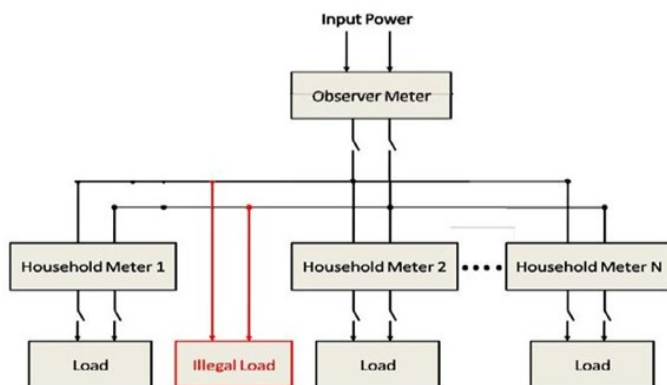 Input Power
Observer Meter
Household Meter 1
Household Meter 2
Household Meter N
Load
Illegal Load
Load
Load